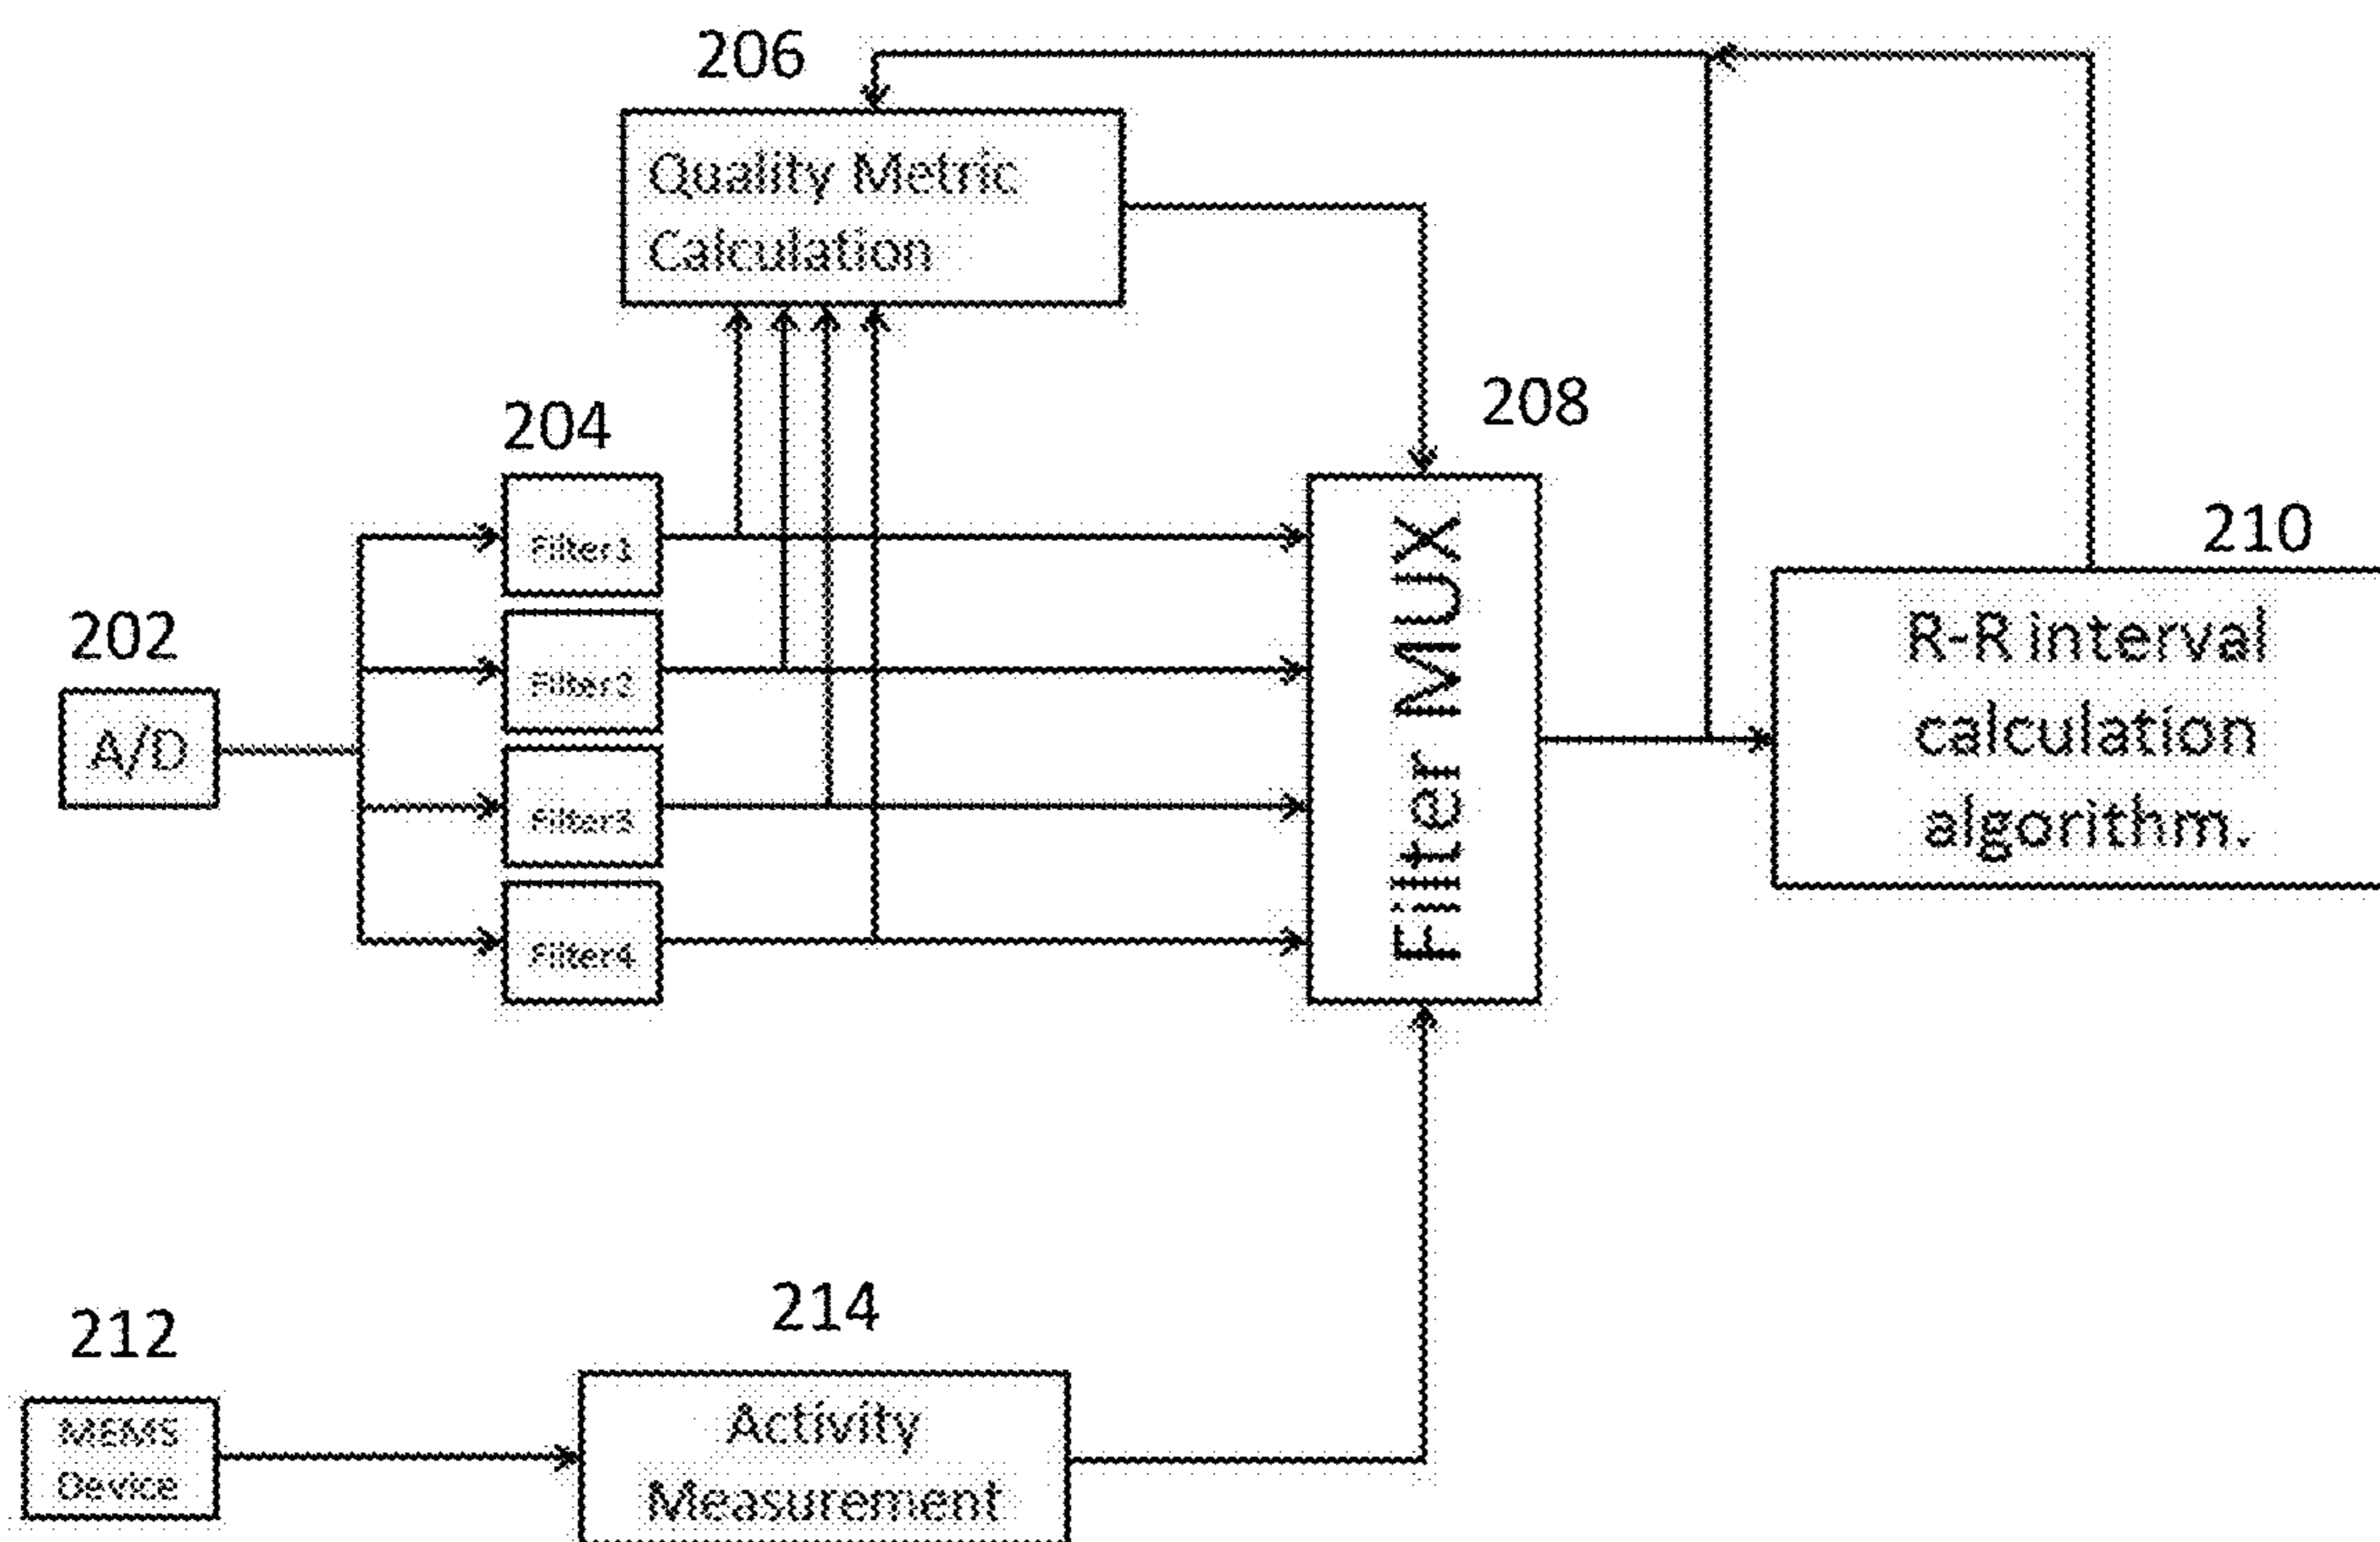 206
Quality Metric
Calculation
204
208
Filter1
Filter2
Filter3
Filter4
202
A/D
Filter MUX
210
R-R interval
calculation
algorithm.
212
MEMS
Device
214
Activity
Measurement